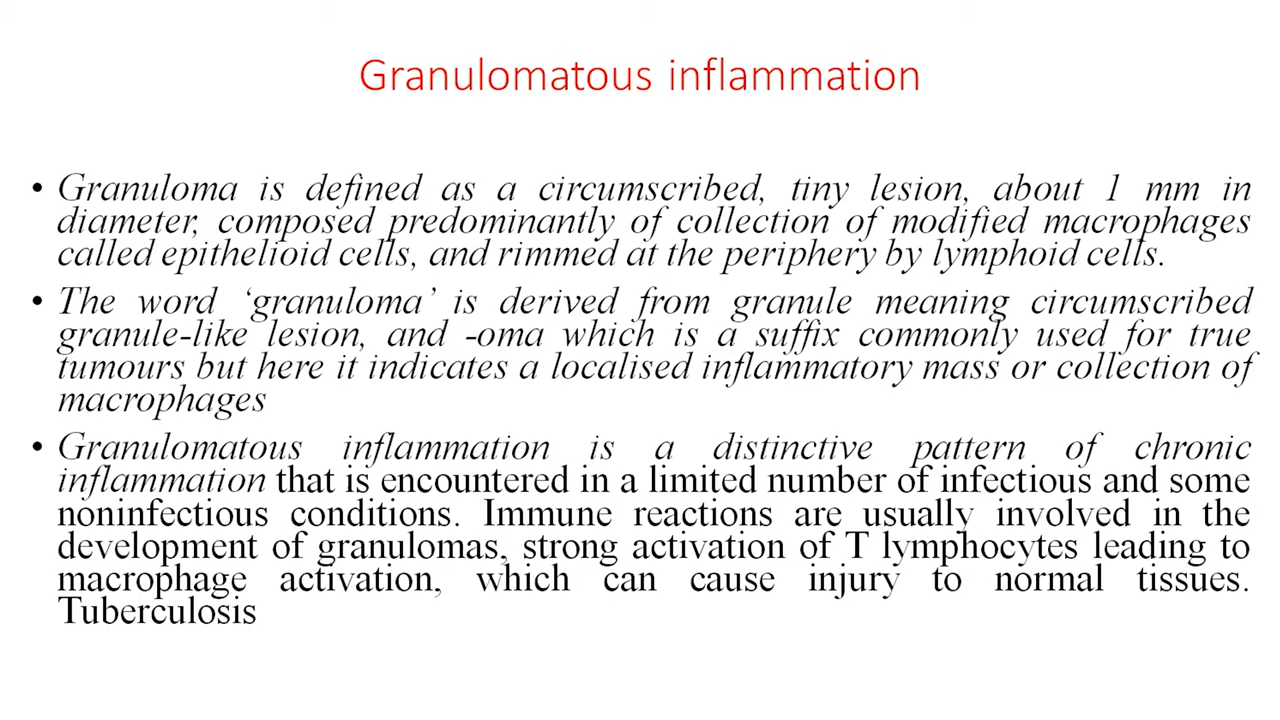 Granulomatous inflammation
• Granuloma is defined as a circumscribed, tiny lesion, about 1 mm in
diameter, composed predominantly of collection of modified macrophages
called epithelioid cells, and rimmed at the periphery by lymphoid cells.
• The word ‘granuloma’ is derived from granule meaning circumscribed
granule-like lesion, and -oma which is a suffix commonly used for true
tumours but here it indicates a localised inflammatory mass or collection of
macrophages
• Granulomatous inflammation is a distinctive pattern of chronic
inflammation that is encountered in a limited number of infectious and some
noninfectious conditions. Immune reactions are usually involved in the
development of granulomas, strong activation of T lymphocytes leading to
macrophage activation, which can cause injury to normal tissues.
Tuberculosis